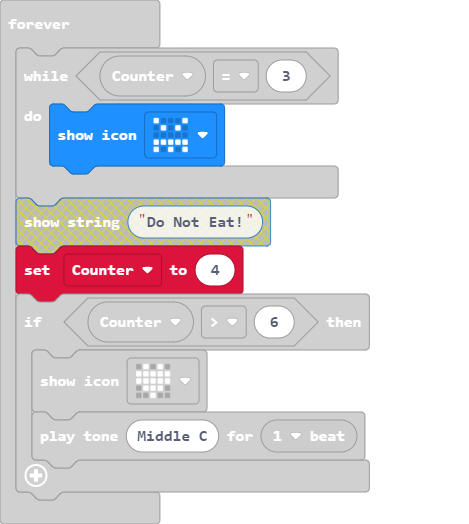 forever
while Counter = 3
do
show icon
show string "Do Not Eat!"
set Counter to 4
if Counter > 6 then
show icon
play tone Middle C for 1 beat